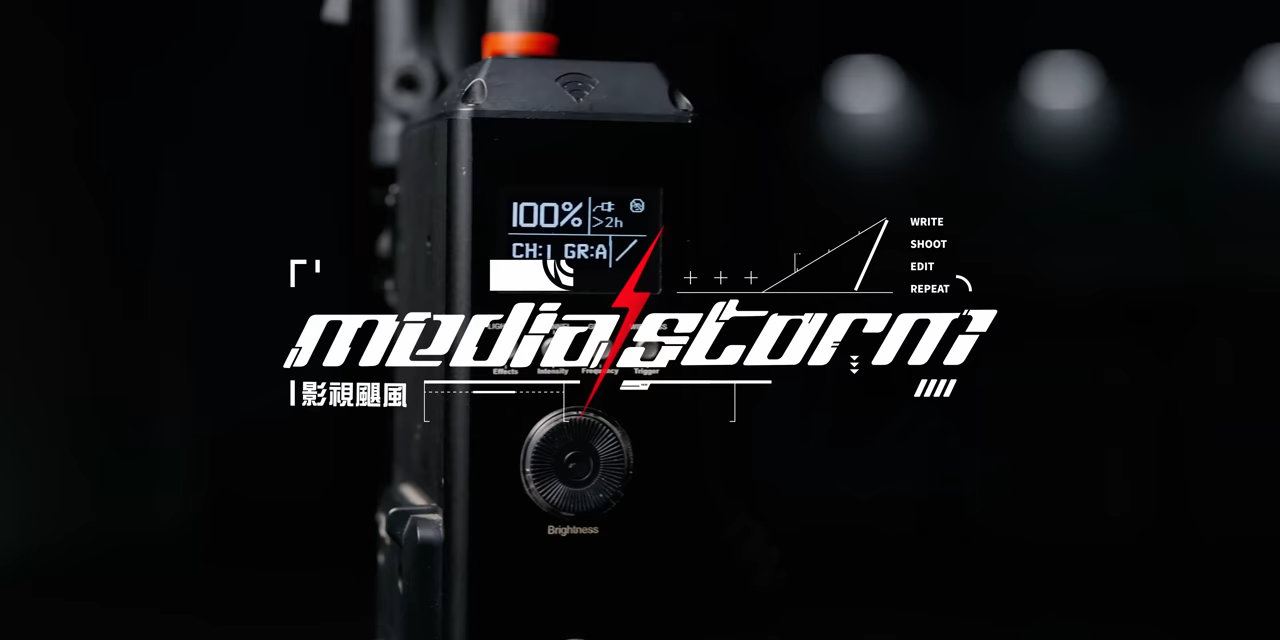 100%
>2h
CH:1 GR:A
WRITE
SHOOT
EDIT
REPEAT
mediastorm
Effects Intensity Frequency Trigger
影視颶風
Brightness